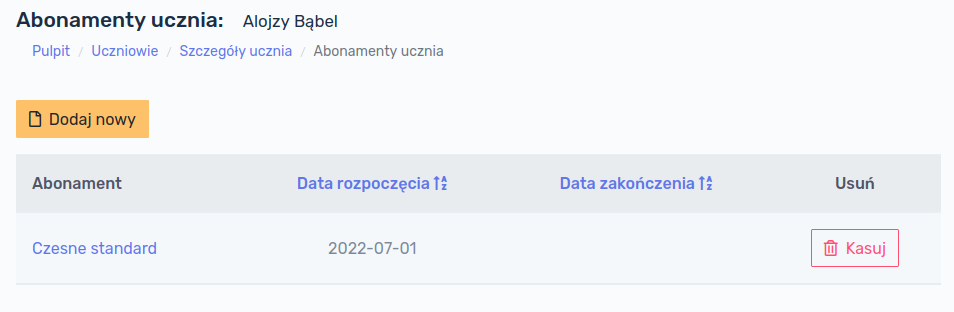 Abonamenty ucznia: Alojzy Bąbel
Pulpit / Uczniowie / Szczegóły ucznia / Abonamenty ucznia
Dodaj nowy
Abonament Data rozpoczęcia Data zakończenia Usuń
Czesne standard 2022-07-01 Kasuj